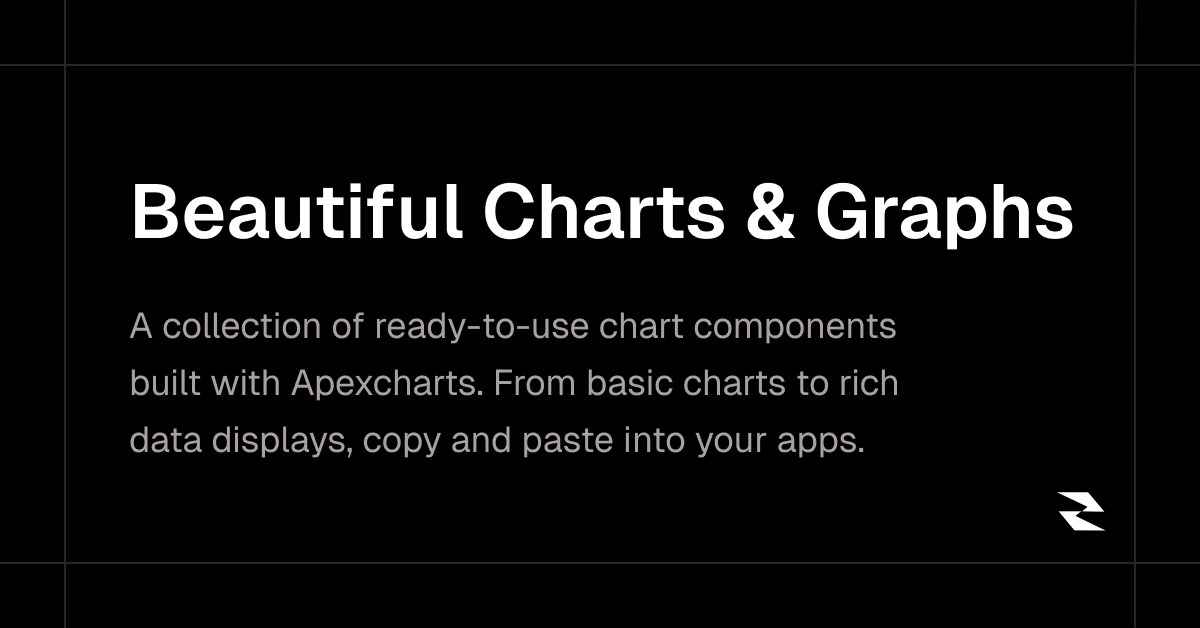 Beautiful Charts & Graphs
A collection of ready-to-use chart components
built with Apexcharts. From basic charts to rich
data displays, copy and paste into your apps.